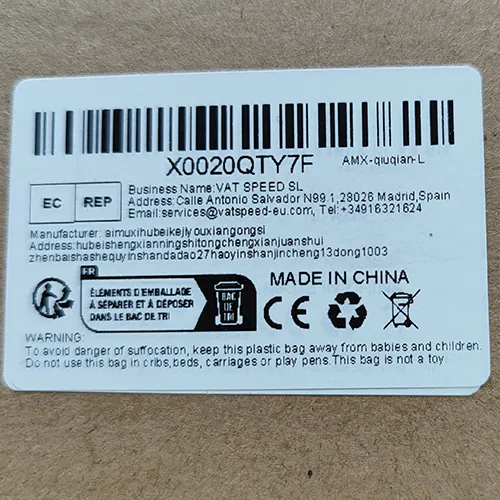 X0020QTY7F AMX-qiuqian-L
EC REP
Business Name:VAT SPEED SL
Address:Calle Antonio Salvador N99 1,28026 Madrid,Spain
Email:services@vatspeed-eu.com, Tel:+34916321624
Manufacturer: aimuxihubeikejiyouxiangongsi
Address:hubeishengxianningshitongchengxianjuanshui
zhenbaishashequyinshandadao27haoyinshanjincheng13dong1003
FR
ÉLÉMENTS D'EMBALLAGE
À SÉPARER ET À DÉPOSER
DANS LE BAC DE TRI
BAC
DE
TRI
MADE IN CHINA
CE
WARNING:
To avoid danger of suffocation, keep this plastic bag away from babies and children.
Do not use this bag in cribs, beds, carriages or play pens.This bag is not a toy.